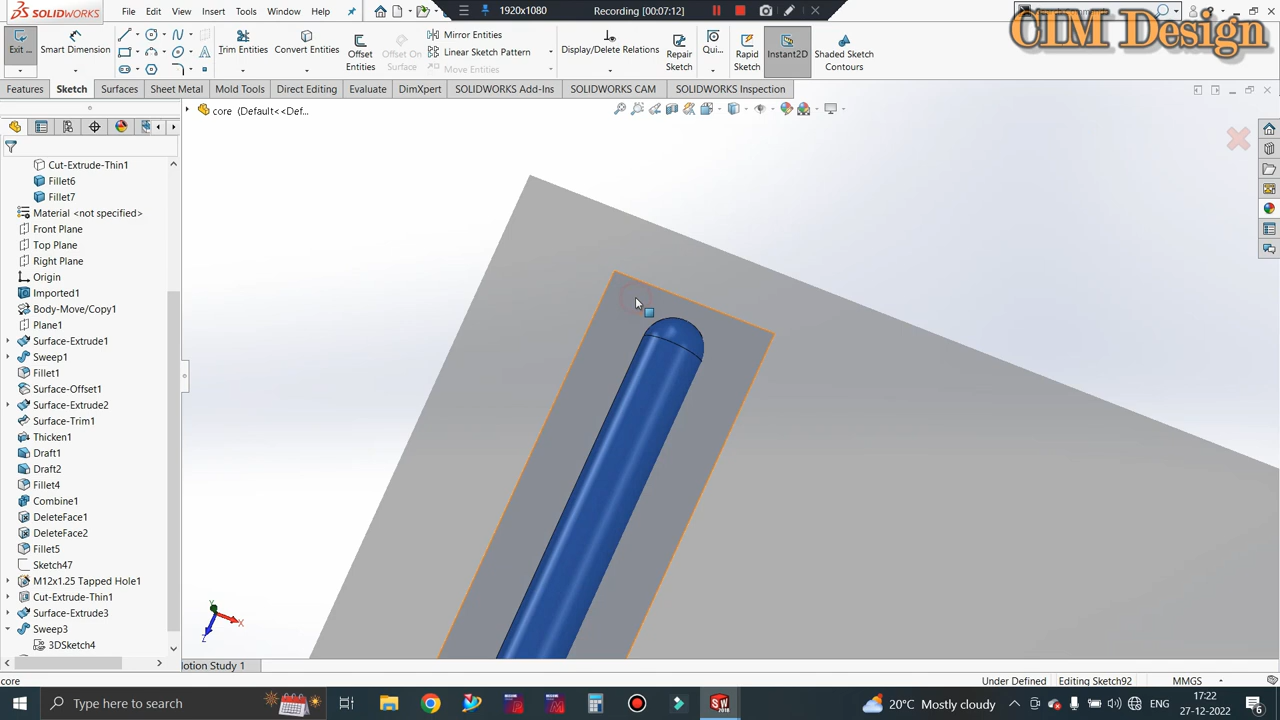 SOLIDWORKS
File Edit View Insert Tools Window
1920x1080 Recording [00:07:12]
CIM Design
Exit ...
Smart Dimension
Trim Entities
Convert Entities
Offset Entities
Offset On Surface
Mirror Entities
Linear Sketch Pattern
Move Entities
Display/Delete Relations
Repair Sketch
Qui...
Rapid Sketch
Instant2D
Shaded Sketch Contours
Features Sketch Surfaces Sheet Metal Mold Tools Direct Editing Evaluate DimXpert SOLIDWORKS Add-Ins SOLIDWORKS CAM SOLIDWORKS Inspection
core (Default<<Def...
Cut-Extrude-Thin1
Fillet6
Fillet7
Material <not specified>
Front Plane
Top Plane
Right Plane
Origin
Imported1
Body-Move/Copy1
Plane1
Surface-Extrude1
Sweep1
Fillet1
Surface-Offset1
Surface-Extrude2
Surface-Trim1
Thicken1
Draft1
Draft2
Fillet4
Combine1
DeleteFace1
DeleteFace2
Fillet5
Sketch47
M12x1.25 Tapped Hole1
Cut-Extrude-Thin1
Surface-Extrude3
Sweep3
3DSketch4
Y
X
Z
otion Study 1
core
Under Defined Editing Sketch92 MMGS
Type here to search
20°C Mostly cloudy
ENG
17:22
27-12-2022
6